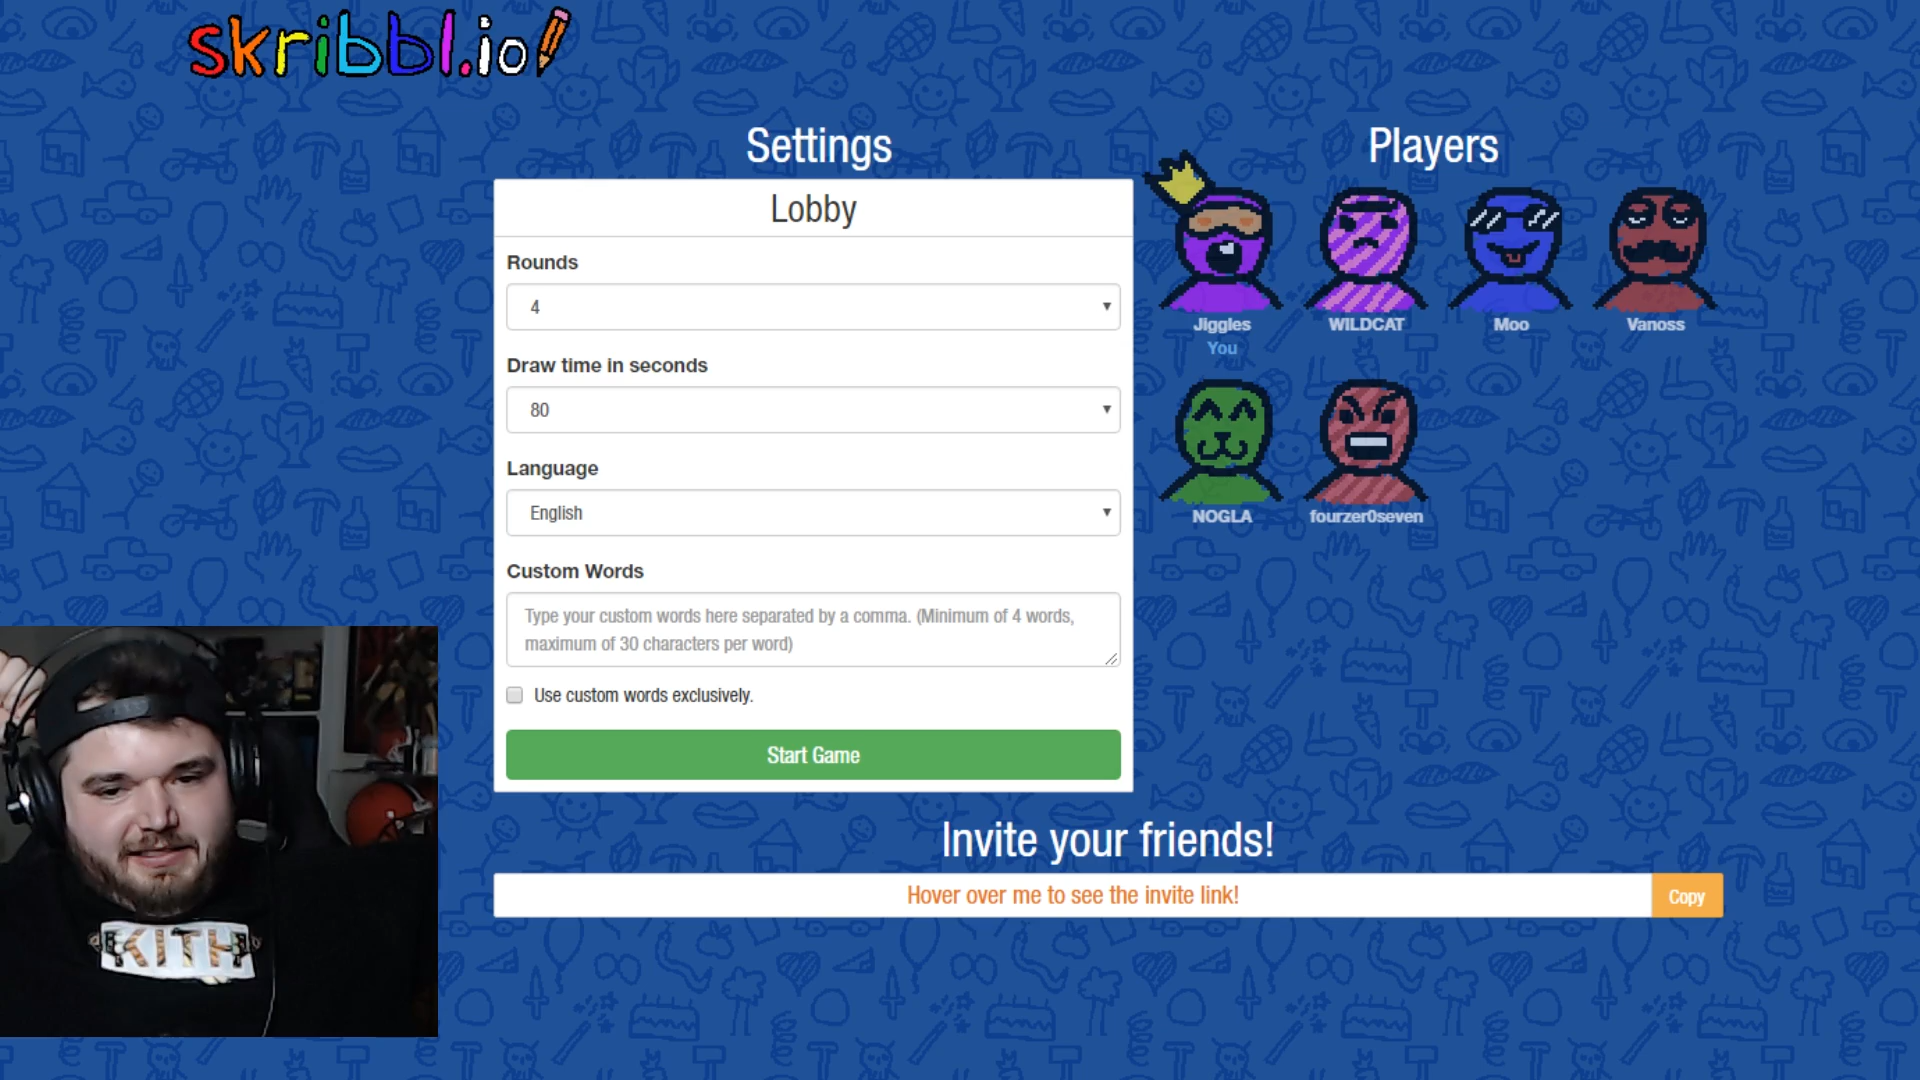 skribbl.io
Settings
Players
Lobby
Rounds
4
Draw time in seconds
80
Language
English
Custom Words
Type your custom words here separated by a comma. (Minimum of 4 words,
maximum of 30 characters per word)
Use custom words exclusively.
Start Game
Jiggles
You
WILDCAT
Moo
Vanoss
NOGLA
fourzer0seven
Invite your friends!
Hover over me to see the invite link!
Copy
KITH